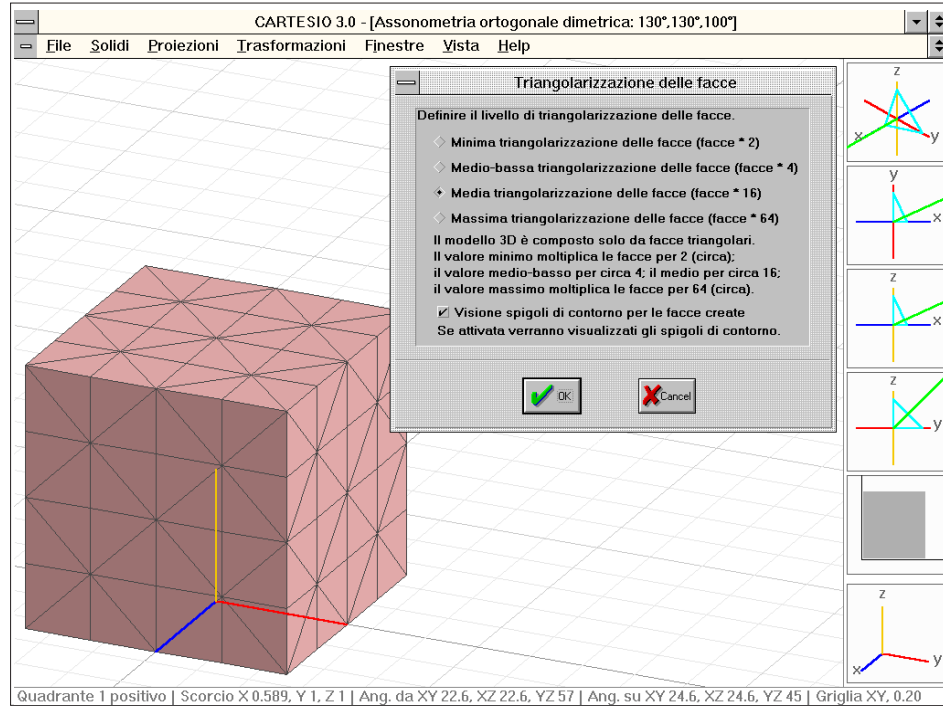 CARTESIO 3.0 - [Assonometria ortogonale dimetrica: 130°,130°,100°]
File Solidi Proiezioni Trasformazioni Finestre Vista Help
Triangolarizzazione delle facce
Definire il livello di triangolarizzazione delle facce.
Minima triangolarizzazione delle facce (facce * 2)
Medio-bassa triangolarizzazione delle facce (facce * 4)
Media triangolarizzazione delle facce (facce * 16)
Massima triangolarizzazione delle facce (facce * 64)
Il modello 3D è composto solo da facce triangolari.
Il valore minimo moltiplica le facce per 2 (circa);
il valore medio-basso per circa 4; il medio per circa 16;
il valore massimo moltiplica le facce per 64 (circa).
Visione spigoli di contorno per le facce create
Se attivata verranno visualizzati gli spigoli di contorno.
OK
Cancel
z
x y
y
x
z
x
z
y
z
x y
Quadrante 1 positivo | Scorcio X 0.589, Y 1, Z 1 | Ang. da XY 22.6, XZ 22.6, YZ 57 | Ang. su XY 24.6, XZ 24.6, YZ 45 | Griglia XY, 0.20